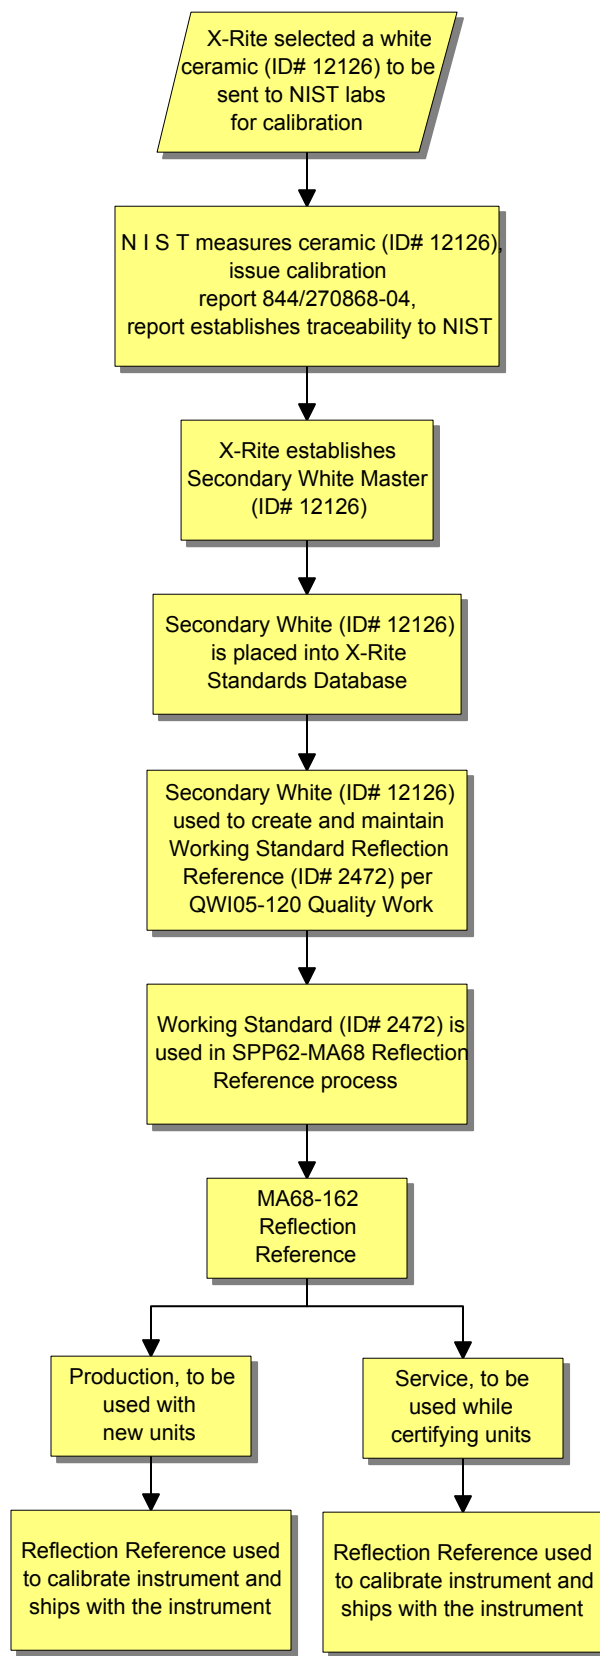 X-Rite selected a white
ceramic (ID# 12126) to be
sent to NIST labs
for calibration
N I S T measures ceramic (ID# 12126),
issue calibration
report 844/270868-04,
report establishes traceability to NIST
X-Rite establishes
Secondary White Master
(ID# 12126)
Secondary White (ID# 12126)
is placed into X-Rite
Standards Database
Secondary White (ID# 12126)
used to create and maintain
Working Standard Reflection
Reference (ID# 2472) per
QWI05-120 Quality Work
Working Standard (ID# 2472) is
used in SPP62-MA68 Reflection
Reference process
MA68-162
Reflection
Reference
Production, to be
used with
new units
Service, to be
used while
certifying units
Reflection Reference used
to calibrate instrument and
ships with the instrument
Reflection Reference used
to calibrate instrument and
ships with the instrument